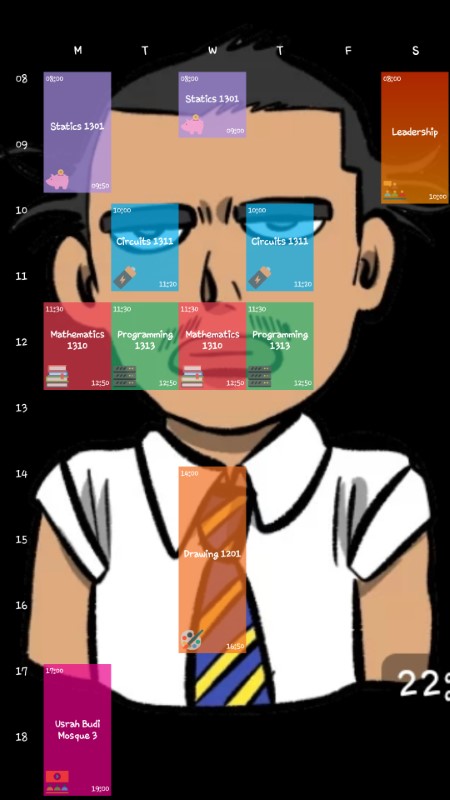 M T W T F S
08
08:00
Statics 1301
09:50
08:00
Statics 1301
09:00
08:00
Leadership
10:00
09
10
10:00
Circuits 1311
11:20
10:00
Circuits 1311
11:20
11
11:30
Mathematics
1310
12:50
11:30
Programming
1313
12:50
11:30
Mathematics
1310
12:50
11:30
Programming
1313
12:50
12
13
14
14:00
Drawing 1201
16:50
15
16
17
17:00
Usrah Budi
Mosque 3
19:00
18